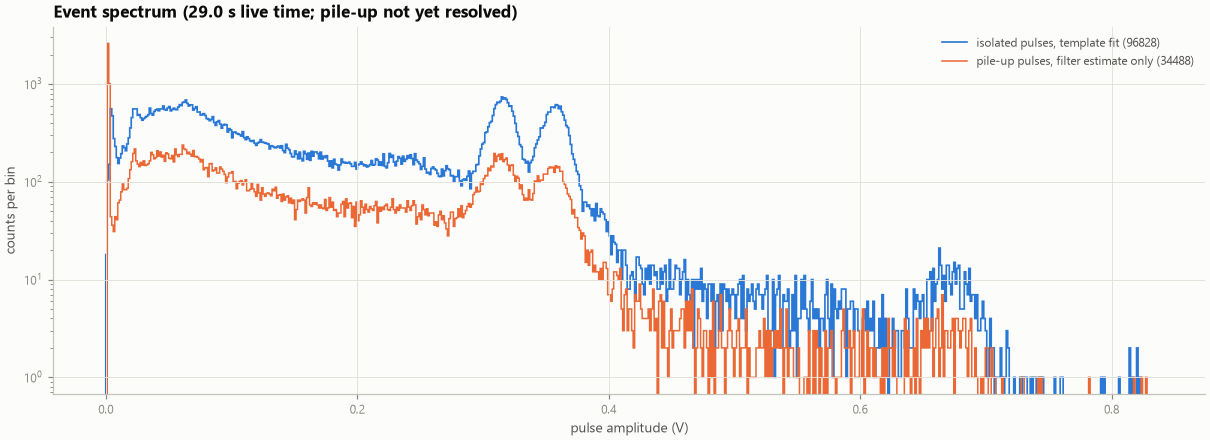 Event spectrum (29.0 s live time; pile-up not yet resolved)
isolated pulses, template fit (96828)
pile-up pulses, filter estimate only (34488)
counts per bin
10³
10²
10¹
10⁰
0.0 0.2 0.4 0.6 0.8
pulse amplitude (V)